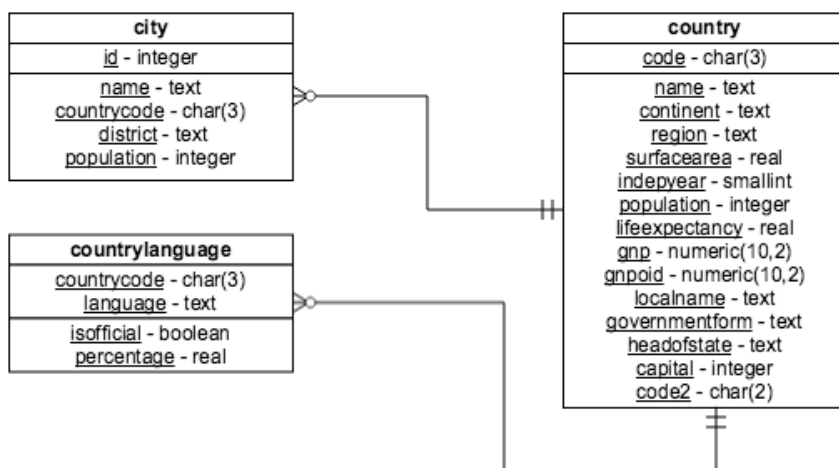 city
id - integer
name - text
countrycode - char(3)
district - text
population - integer
countrylanguage
countrycode - char(3)
language - text
isofficial - boolean
percentage - real
country
code - char(3)
name - text
continent - text
region - text
surfacearea - real
indepyear - smallint
population - integer
lifeexpectancy - real
gnp - numeric(10,2)
gnpoid - numeric(10,2)
localname - text
governmentform - text
headofstate - text
capital - integer
code2 - char(2)